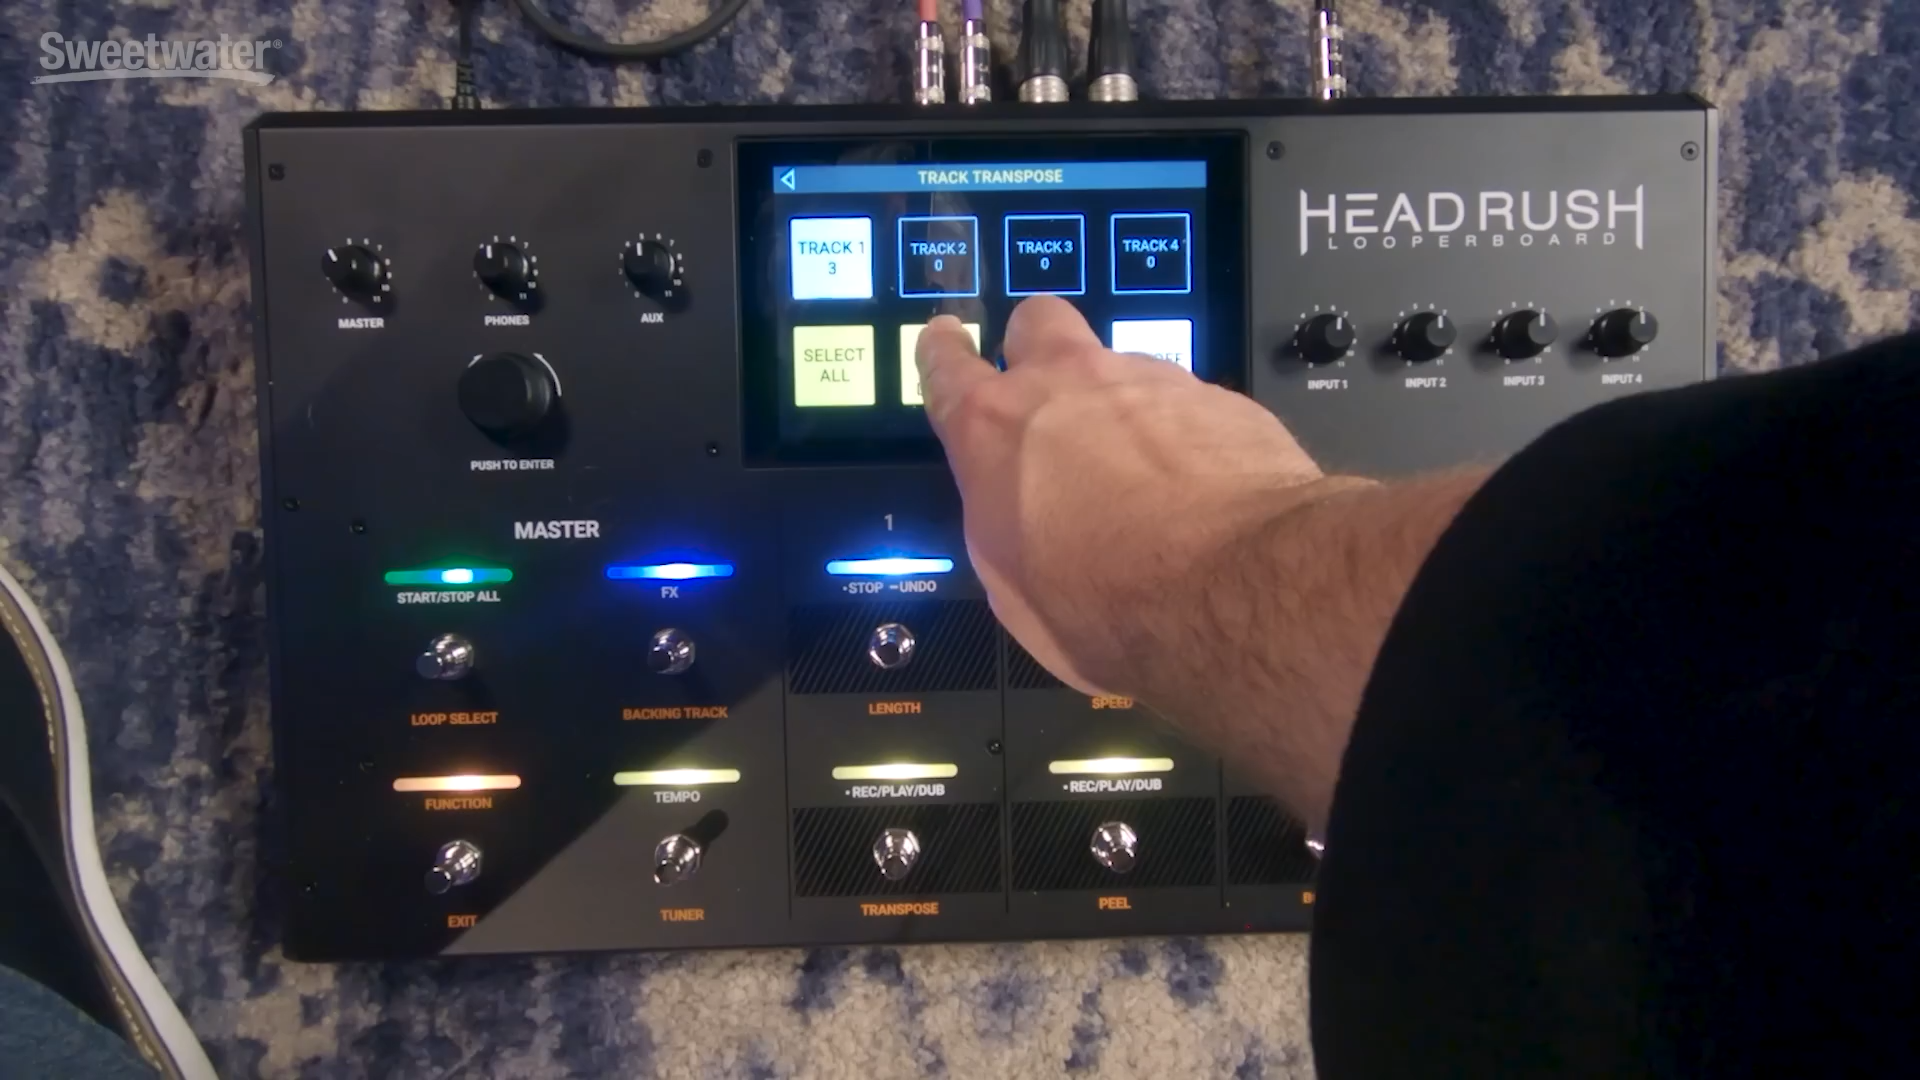 Sweetwater®
TRACK TRANSPOSE
TRACK 1
3
TRACK 2
0
TRACK 3
0
TRACK 4
0
SELECT
ALL
HEADRUSH
LOOPERBOARD
MASTER
PHONES
AUX
INPUT 1
INPUT 2
INPUT 3
INPUT 4
PUSH TO ENTER
MASTER
1
START/STOP ALL
FX
•STOP –UNDO
LOOP SELECT
BACKING TRACK
LENGTH
SPEED
FUNCTION
TEMPO
•REC/PLAY/DUB
•REC/PLAY/DUB
EXIT
TUNER
TRANSPOSE
PEEL